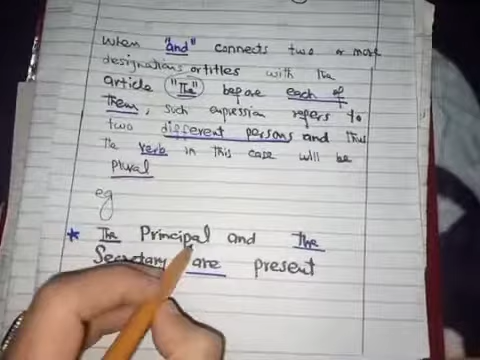 When "and" connects two or more
designations or titles with the
article "The" before each of
them, such expression refers to
two different persons and thus
the verb in this case will be
plural
eg
* The Principal and the
Secretary are present